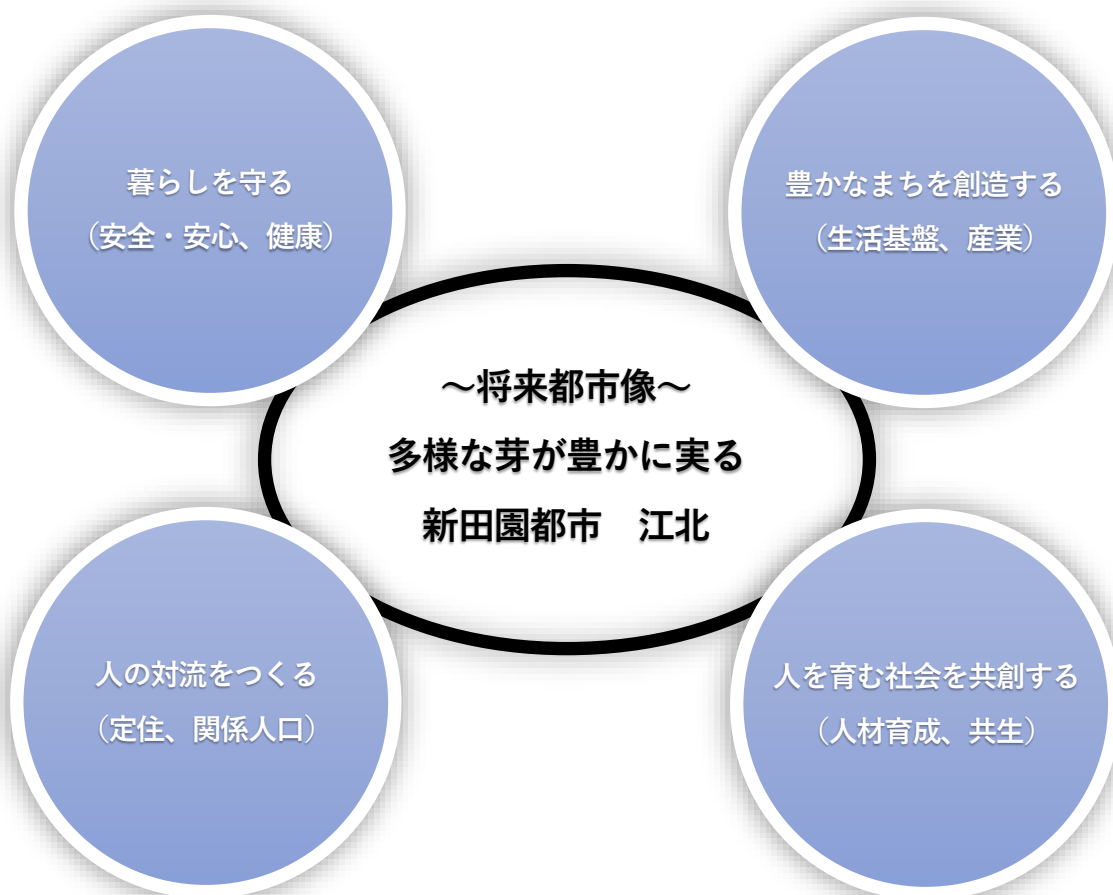 暮らしを守る
（安全・安心、健康）
豊かなまちを創造する
（生活基盤、産業）
～将来都市像～
多様な芽が豊かに実る
新田園都市　江北
人の対流をつくる
（定住、関係人口）
人を育む社会を共創する
（人材育成、共生）